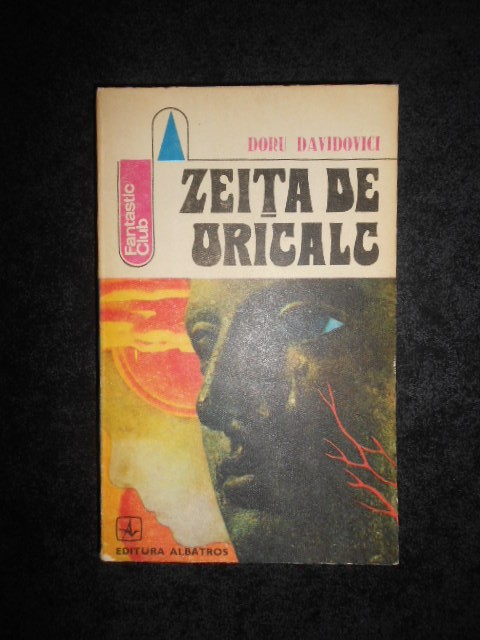 DORU DAVIDOVICI
ZEIȚA DE
ORICALC
Fantastic
Club
EDITURA ALBATROS